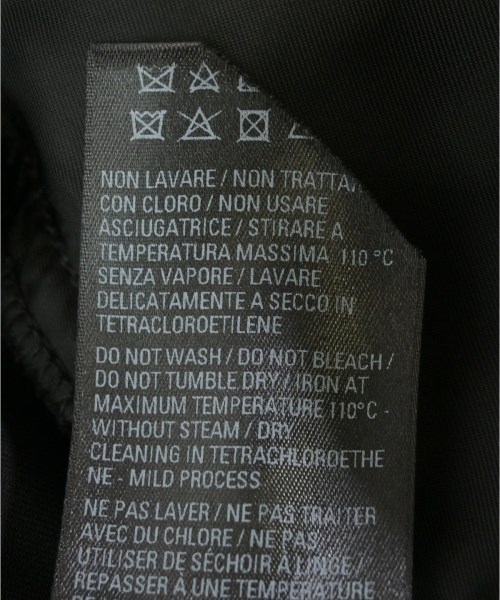 NON LAVARE / NON
CON CLORO / NON USARE
ASCIUGATRICE / STIRARE A
TEMPERATURA MASSIMA 110 °C
SENZA VAPORE / LAVARE
DELICATAMENTE A SECCO IN
TETRACLOROETILENE
DO NOT WASH / DO NOT BLEACH /
DO NOT TUMBLE DRY / IRON AT
MAXIMUM TEMPERATURE 110°C -
WITHOUT STEAM / DRY
CLEANING IN TETRACHLOROETHE
NE - MILD PROCESS
NE PAS LAVER / NE PAS TRAITER
AVEC DU CHLORE / NE PAS
UTILISER DE SÉCHOIR À LINGE /
REPASSER À UNE TEMPÉRATURE